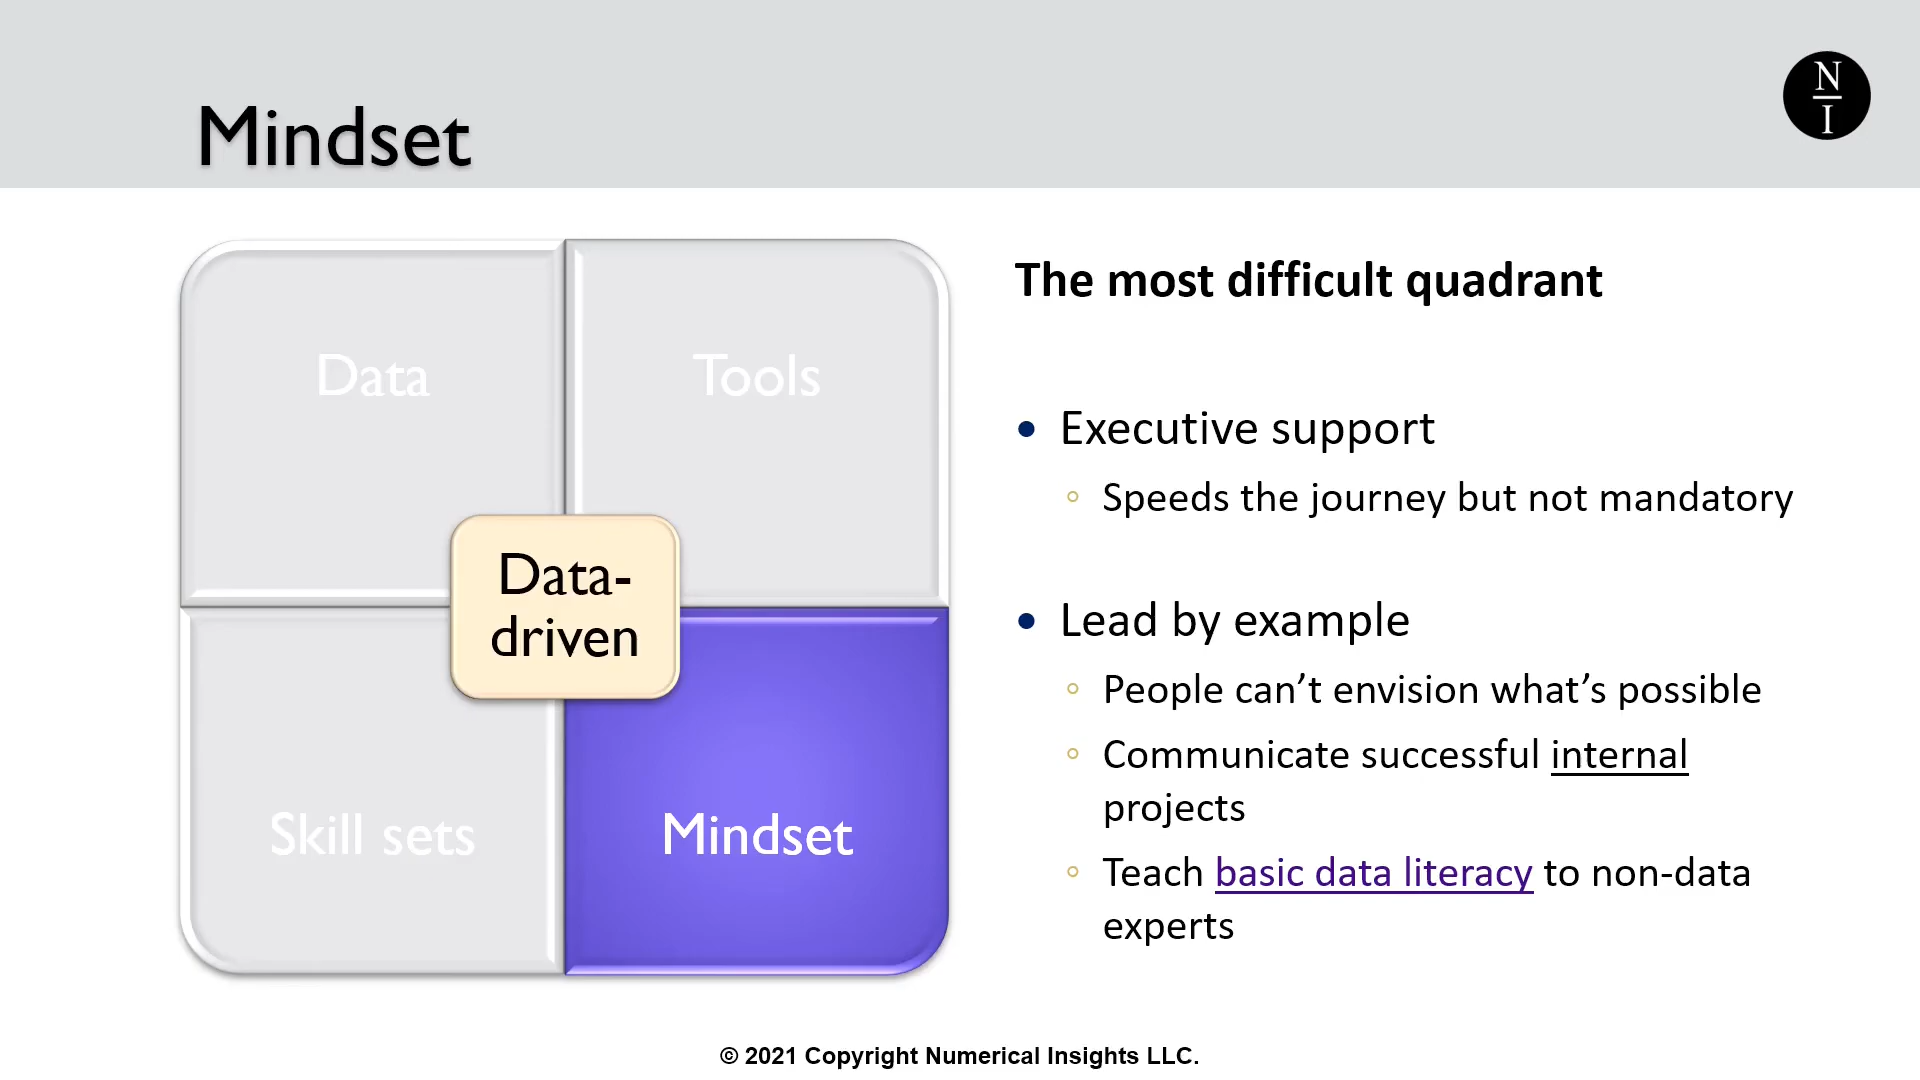 Mindset
N
I
Data
Tools
Data-
driven
Skill sets
Mindset
The most difficult quadrant
• Executive support
◦ Speeds the journey but not mandatory
• Lead by example
◦ People can’t envision what’s possible
◦ Communicate successful internal
projects
◦ Teach basic data literacy to non-data
experts
© 2021 Copyright Numerical Insights LLC.